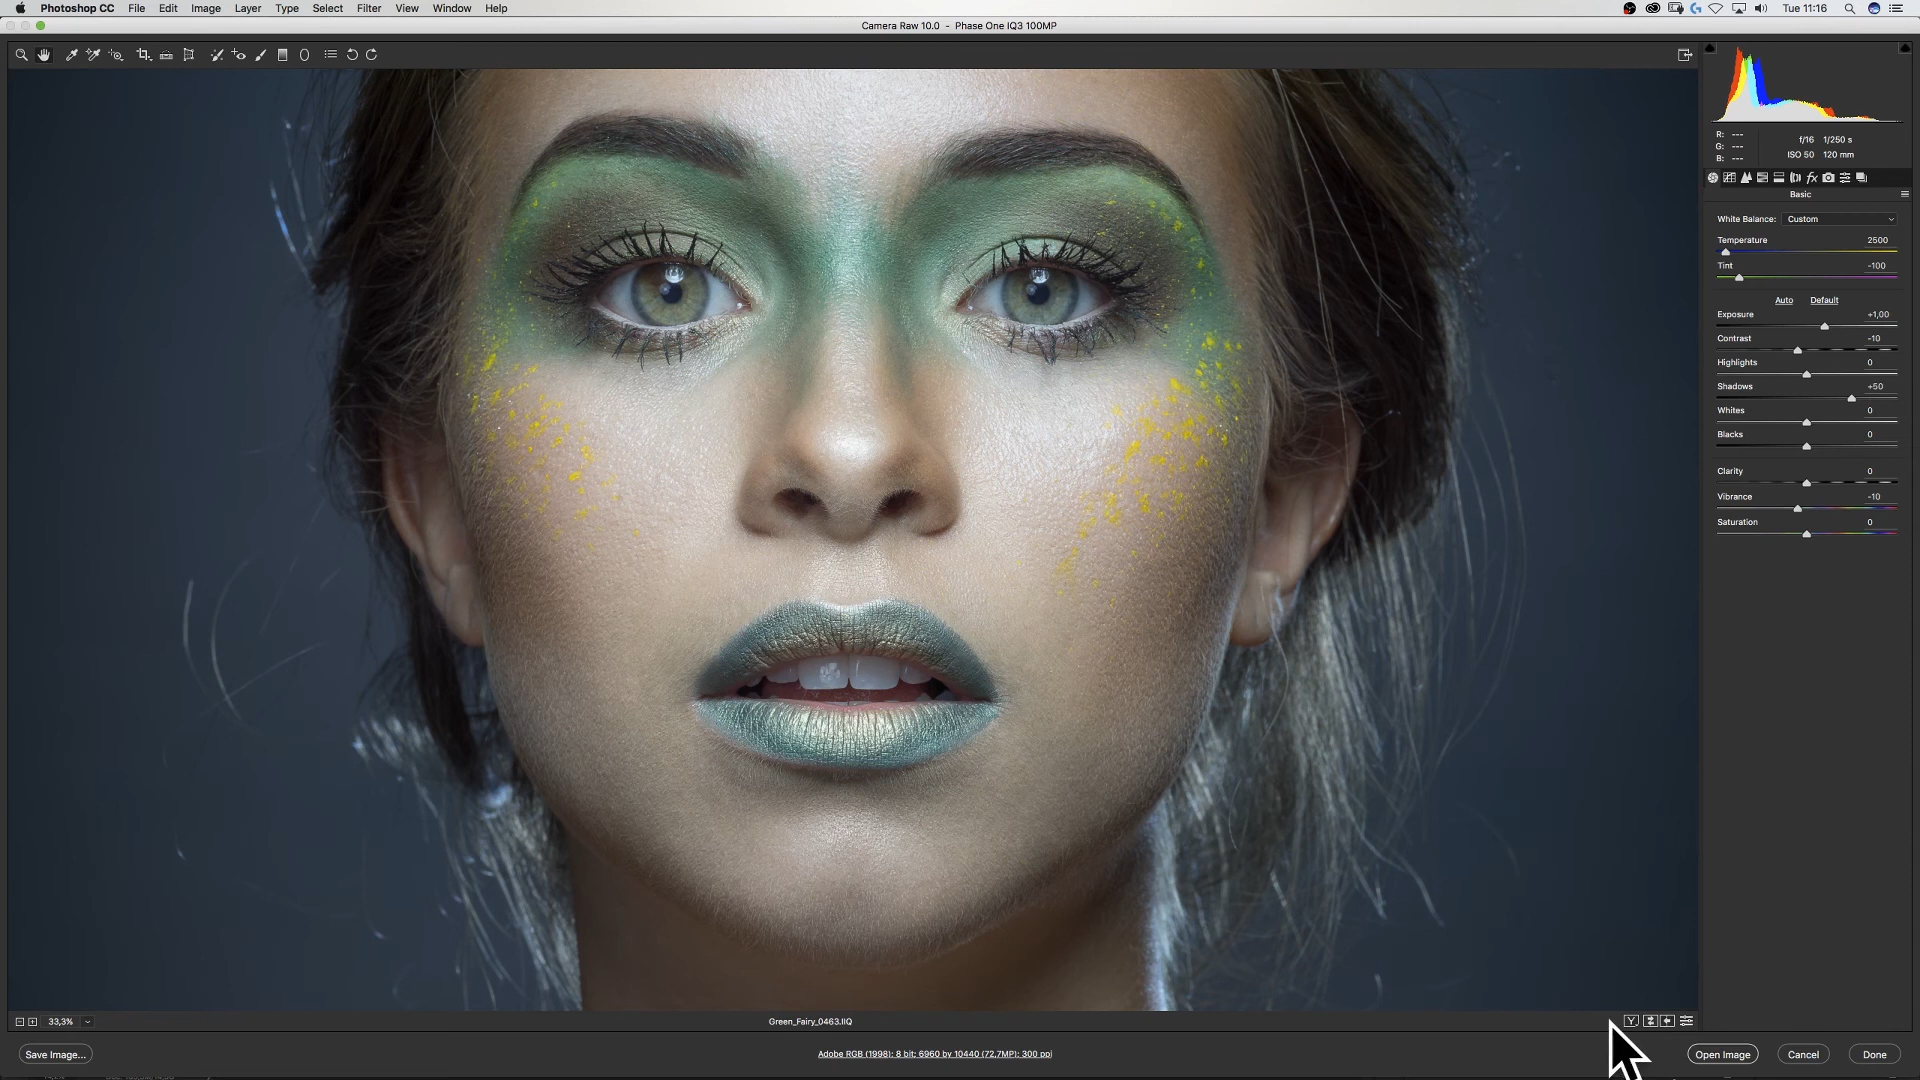 Photoshop CC File Edit Image Layer Type Select Filter View Window Help Tue 11:16
Camera Raw 10.0 - Phase One IQ3 100MP
R: ---
G: ---
B: ---
f/16 1/250 s
ISO 50 120 mm
fx
Basic
White Balance: Custom
Temperature 2500
Tint -100
Auto Default
Exposure +1,00
Contrast -10
Highlights 0
Shadows +50
Whites 0
Blacks 0
Clarity 0
Vibrance -10
Saturation 0
33,3%
Green_Fairy_0463.IIQ
Y
Save Image...
Adobe RGB (1998); 8 bit; 6960 by 10440 (72,7MP); 300 ppi
Open Image Cancel Done